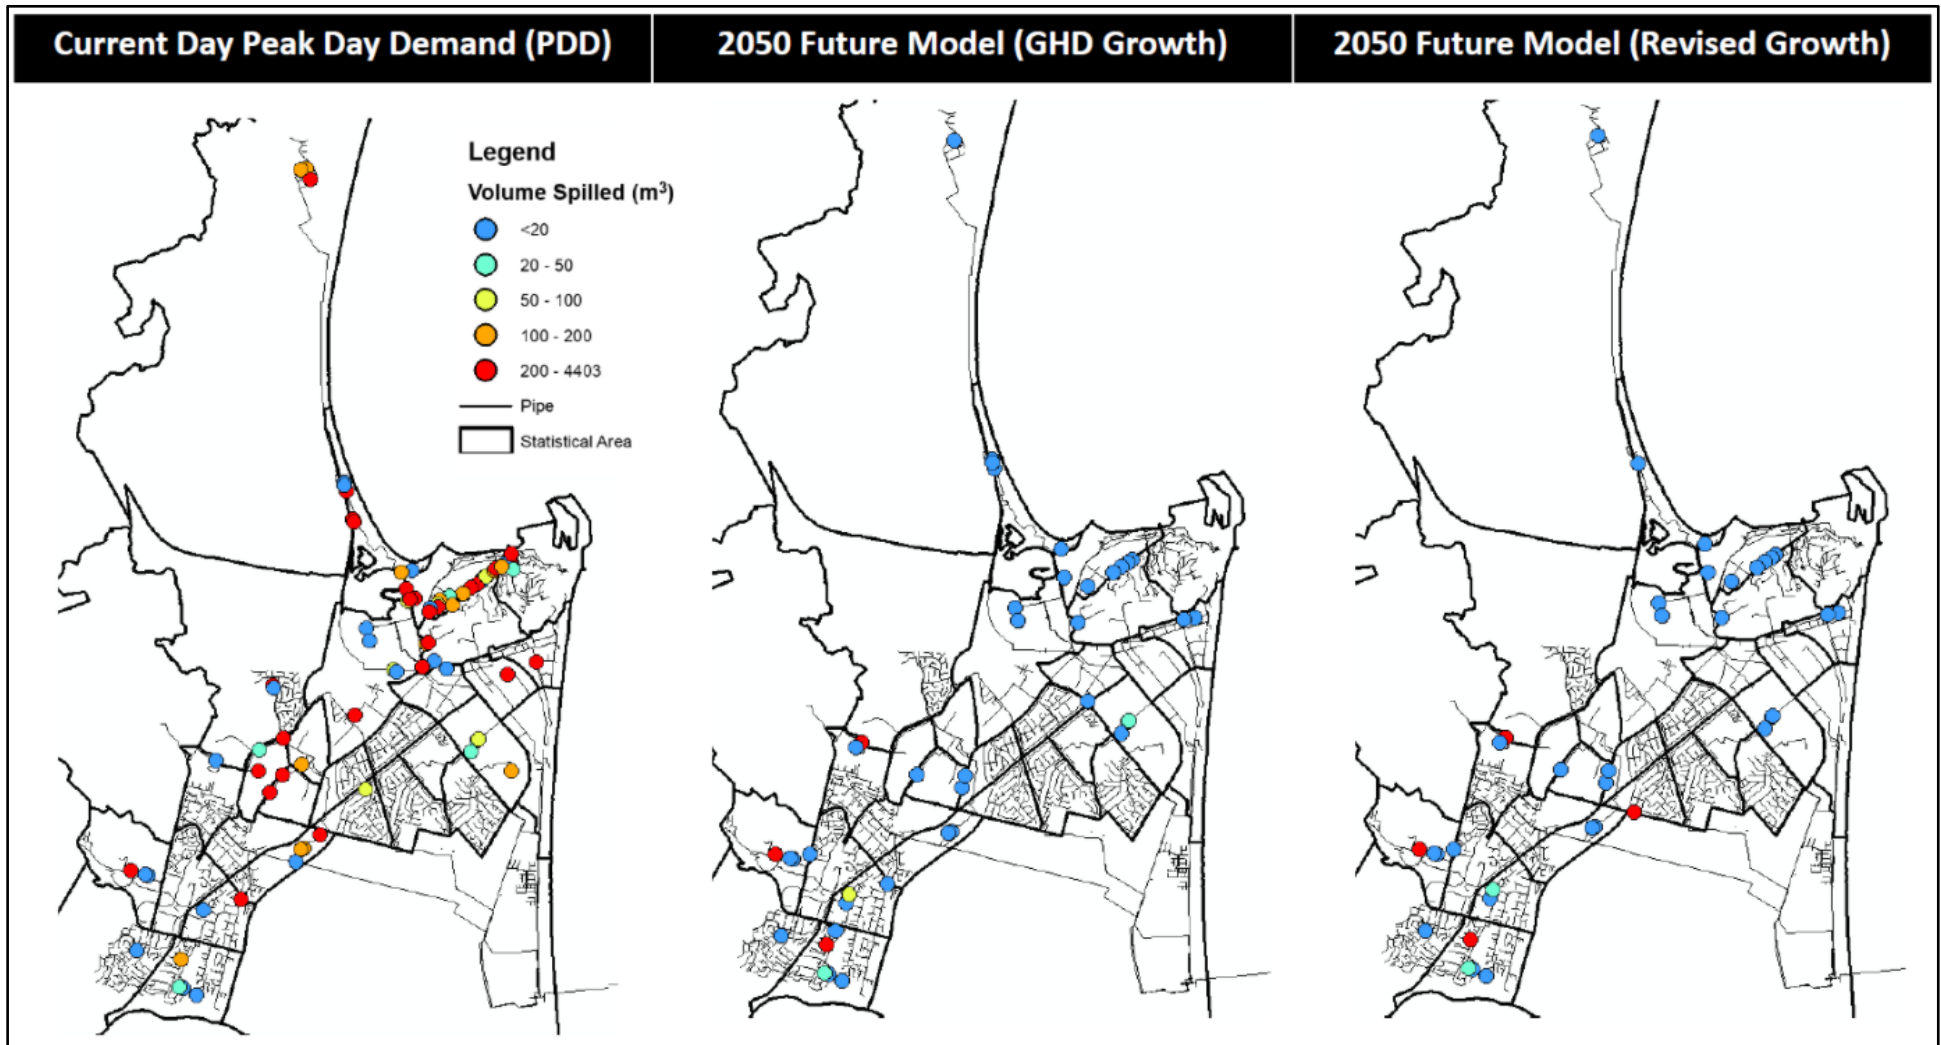 Current Day Peak Day Demand (PDD)
2050 Future Model (GHD Growth)
2050 Future Model (Revised Growth)
Legend
Volume Spilled (m³)
<20
20 - 50
50 - 100
100 - 200
200 - 4403
Pipe
Statistical Area